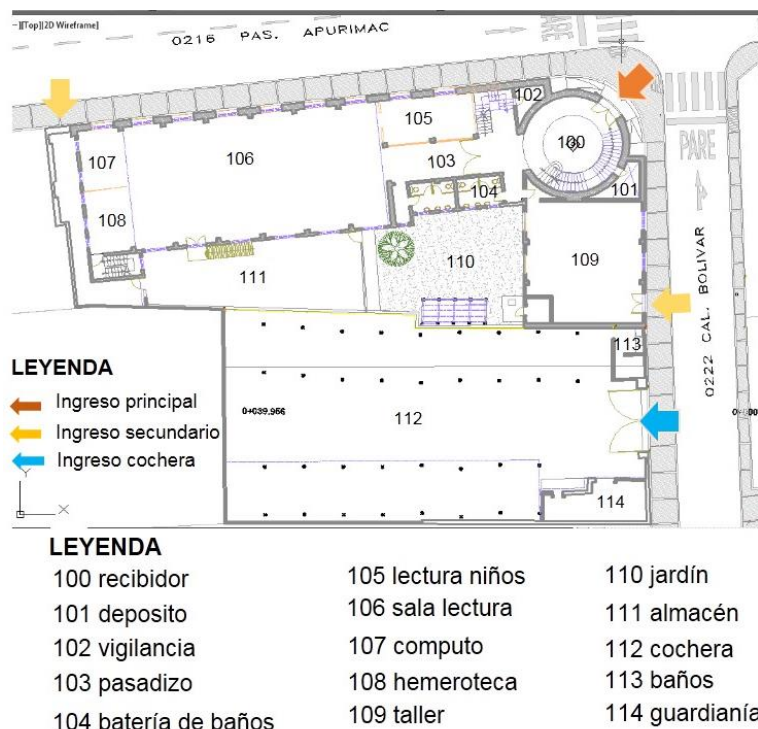 [Top][2D Wireframe]
0216 PAS. APURIMAC
PARE
102
105
107
106
103
100
104
101
PARE
108
111
110
109
0222 CAL. BOLIVAR
113
LEYENDA
Ingreso principal
0+039.956
112
Ingreso secundario
Ingreso cochera
Y
X
114
LEYENDA
100 recibidor
101 deposito
102 vigilancia
103 pasadizo
104 batería de baños
105 lectura niños
106 sala lectura
107 computo
108 hemeroteca
109 taller
110 jardín
111 almacén
112 cochera
113 baños
114 guardianía